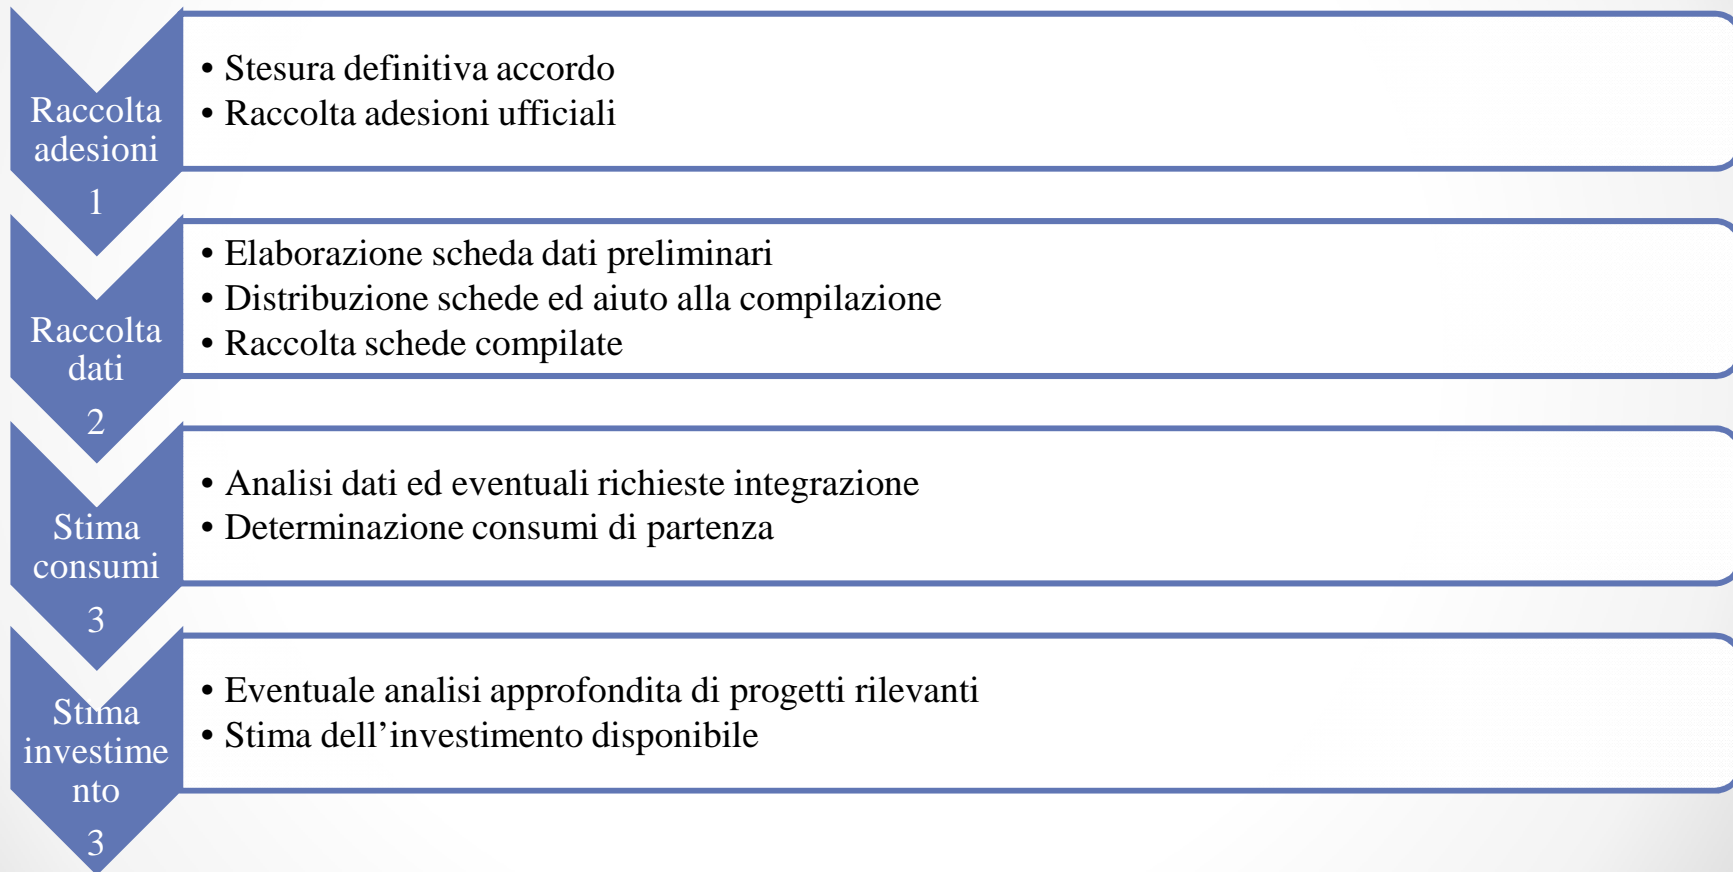 Raccolta
adesioni
1
• Stesura definitiva accordo
• Raccolta adesioni ufficiali
Raccolta
dati
2
• Elaborazione scheda dati preliminari
• Distribuzione schede ed aiuto alla compilazione
• Raccolta schede compilate
Stima
consumi
3
• Analisi dati ed eventuali richieste integrazione
• Determinazione consumi di partenza
Stima
investime
nto
3
• Eventuale analisi approfondita di progetti rilevanti
• Stima dell’investimento disponibile